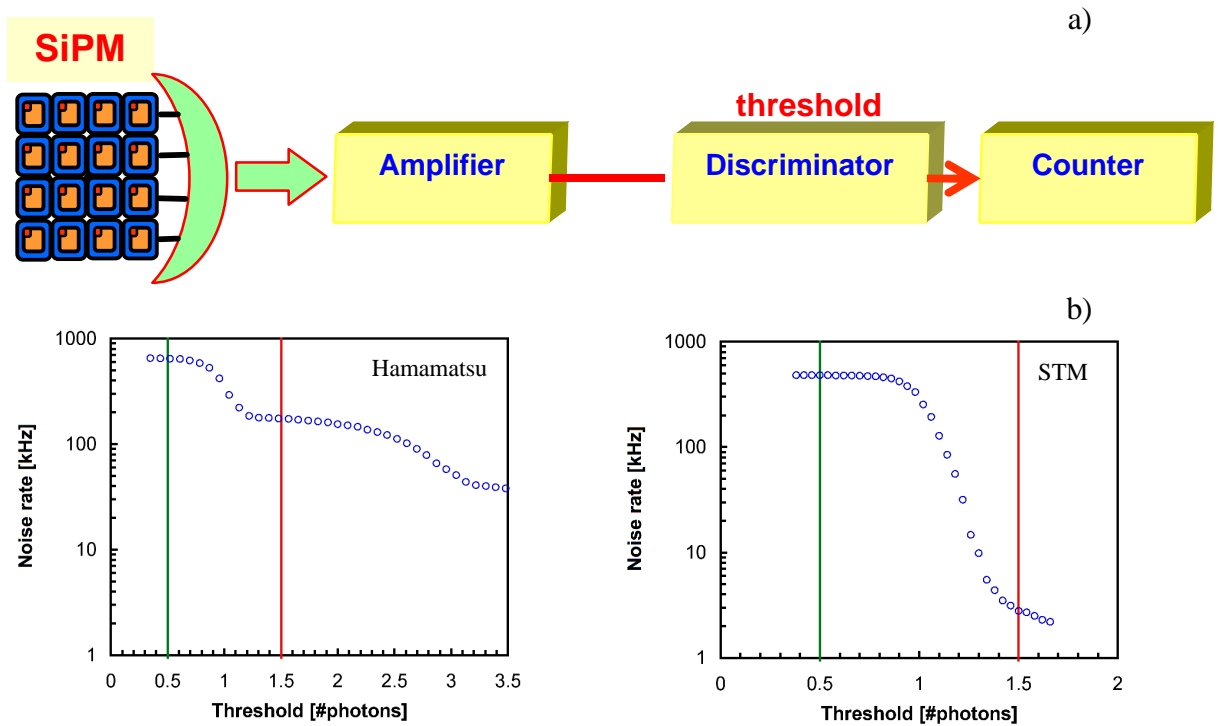 a)
SiPM
threshold
Amplifier
Discriminator
Counter
b)
1000
100
10
1
Noise rate [kHz]
Hamamatsu
0 0.5 1 1.5 2 2.5 3 3.5
Threshold [#photons]
1000
100
10
1
Noise rate [kHz]
STM
0 0.5 1 1.5 2
Threshold [#photons]